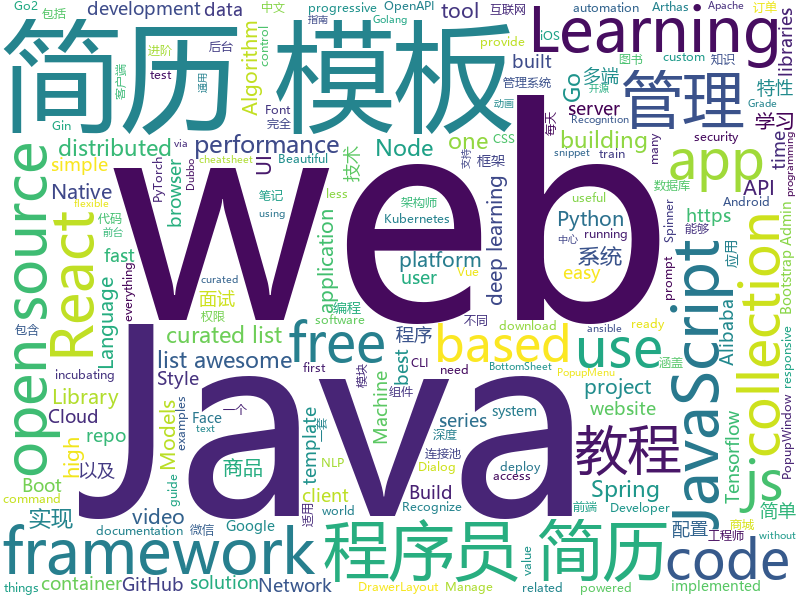 Go2 development data tool 互联网 OpenAPI automation Arthas Apache 订单
包括 中文 progressive Golang iOS 指南 control
简历 模板 Learning
进阶 后台 Algorithm built Go 多端 管理 custom 图书 知识 libraries
客户端 test 通用 管理系统 provide 开源 动画 特性
Gin Font 完全 server Recognition 每天 Grade 学习
distributed performance Node one building time
simple browser UI via cheatsheet Beautiful CSS 框架 train many security programming
PyTorch Dubbo 技术 支持 snippet app API
Native 笔记 less 架构师 useful 数据库 Android
flexible application using Kubernetes Python https
代码 前台 web running 能够 Spinner
open source React Language fast everything 面试 platform user deep learning 系统 中心 Vue 编程 easy prompt 应用 Bootstrap Admin
包含 权限 curated software 不同 download JavaScript Alibaba PopupWindow
free based use ready ansible collection
curated list 程序 CLI first need BottomSheet PopupMenu project 涵盖 responsive
list awesome best 模块 组件 教程
incubating Library Style Machine website
Cloud Models examples 一个 series system 工程师 js
repo Face text template 套 深度 Tensorflow BottomSheet
high 商品 NLP Dialog 连接池 Spring
Boot 以及 guide Java client Build deploy access code
实现 video Google 适用 world 微信 Recognize value 前端 Developer 配置 商城 简单 without
framework 程序员 简历
command documentation
things container GitHub solution Network related powered DrawerLayout Manage implemented